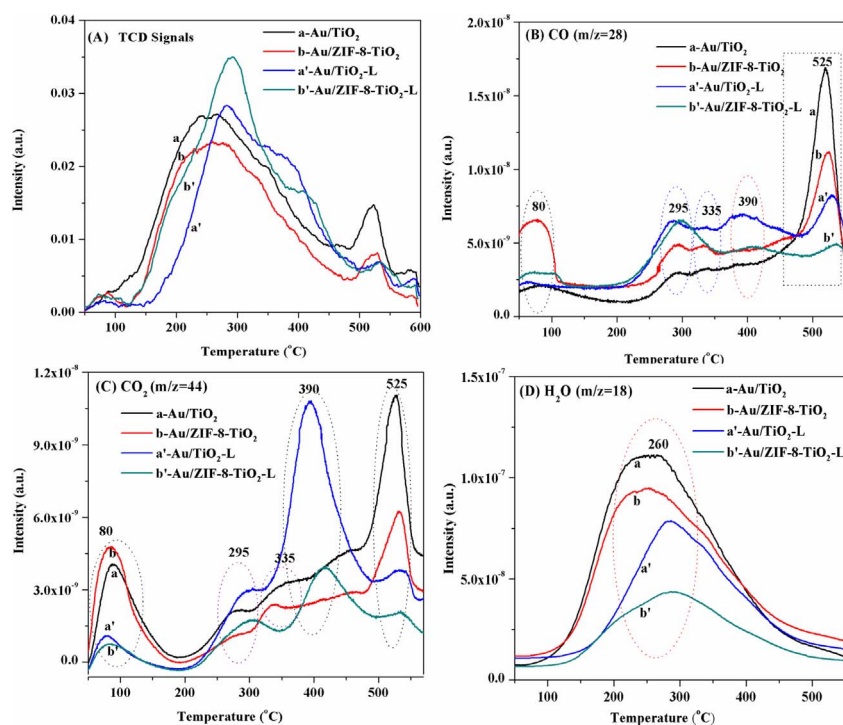 (A) TCD Signals
a-Au/TiO₂
b-Au/ZIF-8-TiO₂
a'-Au/TiO₂-L
b'-Au/ZIF-8-TiO₂-L
a
b
b'
a'
0.04
0.03
0.02
0.01
0.00
Intensity (a.u.)
100 200 300 400 500 600
Temperature (°C)
(B) CO (m/z=28)
a-Au/TiO₂
b-Au/ZIF-8-TiO₂
a'-Au/TiO₂-L
b'-Au/ZIF-8-TiO₂-L
80
295
335
390
525
a
b
a'
b'
2.0x10⁻⁸
1.5x10⁻⁸
1.0x10⁻⁸
5.0x10⁻⁹
0.0
Intensity (a.u.)
100 200 300 400 500
Temperature (°C)
(C) CO₂ (m/z=44)
a-Au/TiO₂
b-Au/ZIF-8-TiO₂
a'-Au/TiO₂-L
b'-Au/ZIF-8-TiO₂-L
80
295
335
390
525
b
a
a'
b'
1.2x10⁻⁸
9.0x10⁻⁹
6.0x10⁻⁹
3.0x10⁻⁹
0.0
Intensity (a.u.)
100 200 300 400 500
Temperature (°C)
(D) H₂O (m/z=18)
a-Au/TiO₂
b-Au/ZIF-8-TiO₂
a'-Au/TiO₂-L
b'-Au/ZIF-8-TiO₂-L
260
a
b
a'
b'
1.5x10⁻⁷
1.0x10⁻⁷
5.0x10⁻⁸
0.0
Intensity (a.u.)
100 200 300 400 500
Temperature (°C)